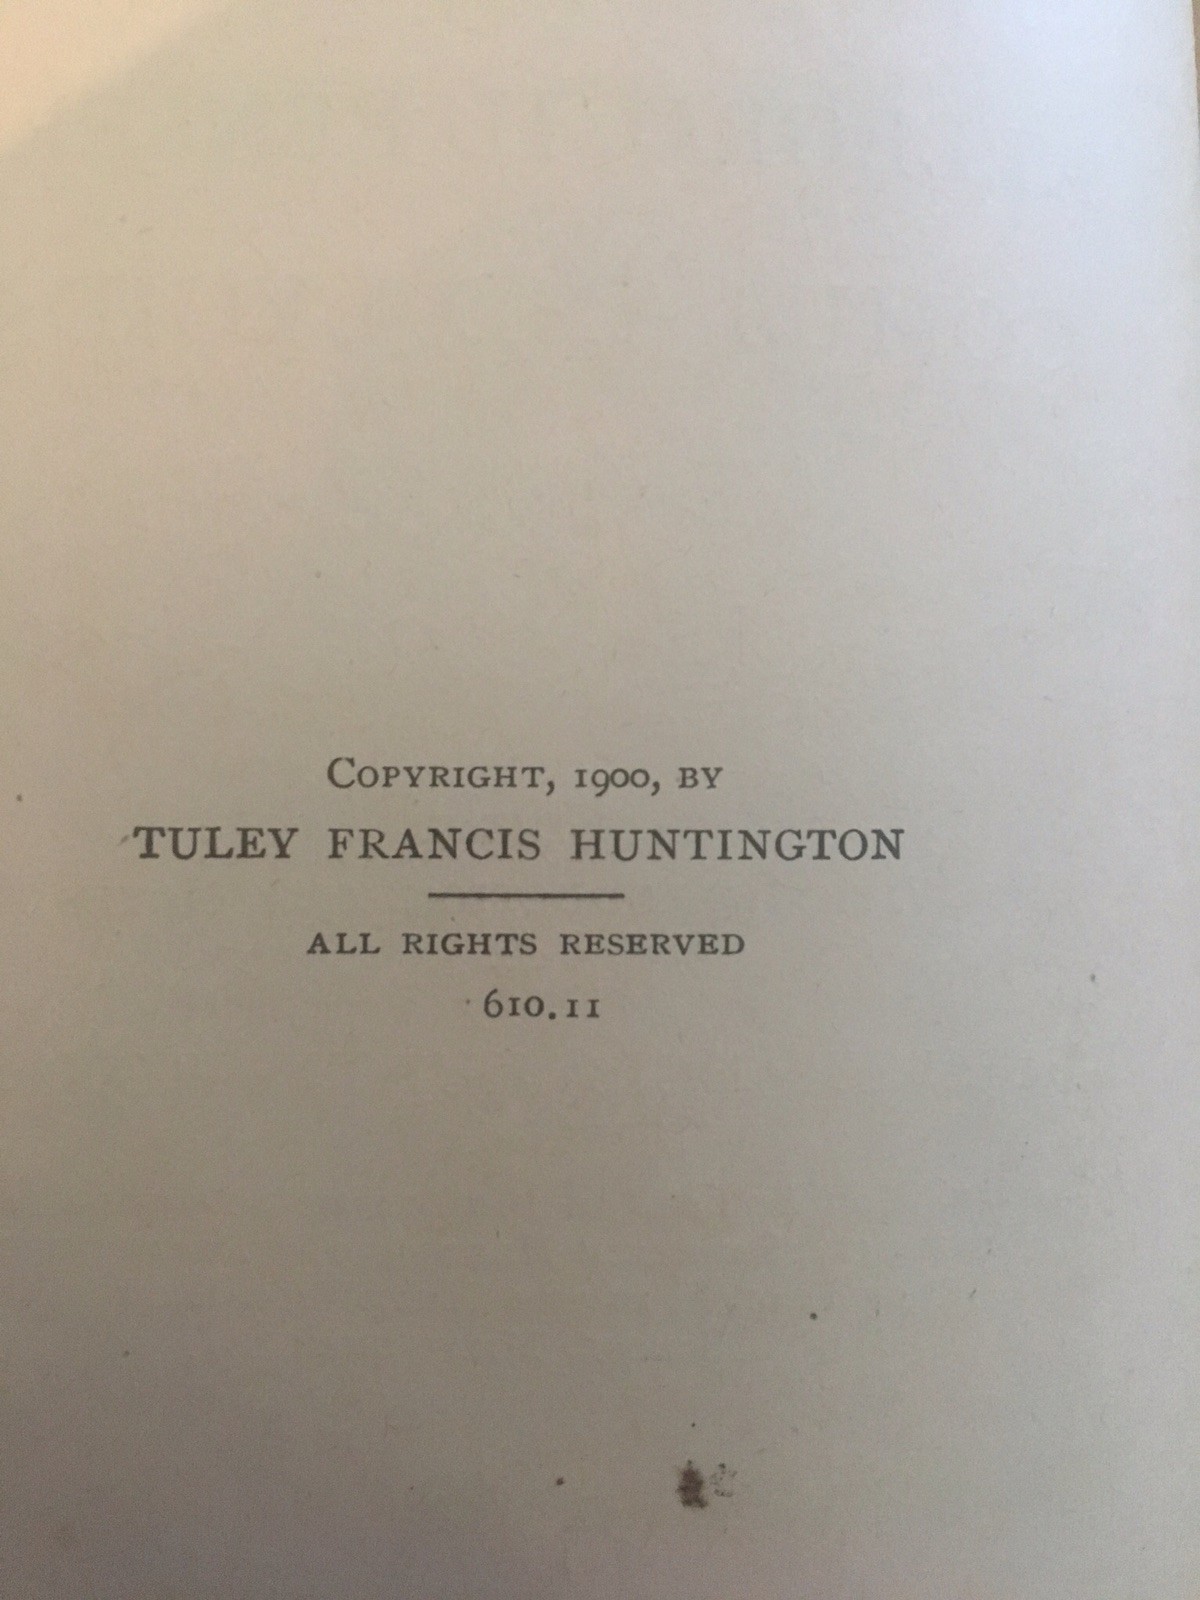 COPYRIGHT, 1900, BY
TULEY FRANCIS HUNTINGTON
ALL RIGHTS RESERVED
610.11